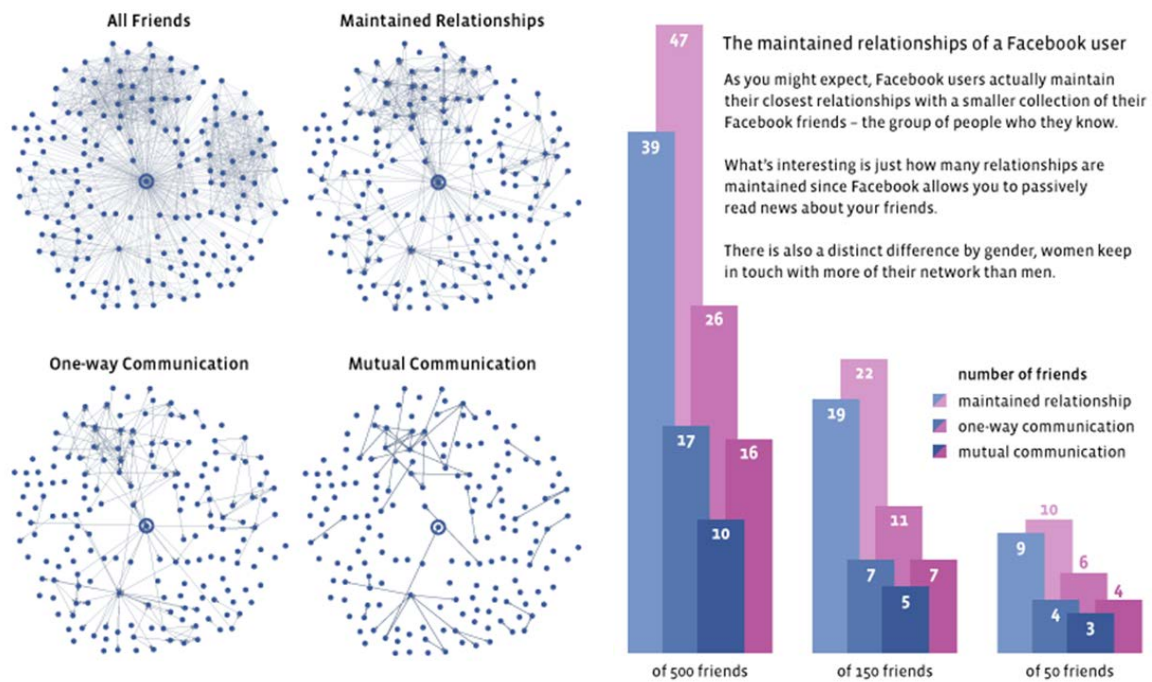 All Friends
Maintained Relationships
One-way Communication
Mutual Communication
The maintained relationships of a Facebook user
As you might expect, Facebook users actually maintain
their closest relationships with a smaller collection of their
Facebook friends – the group of people who they know.
What's interesting is just how many relationships are
maintained since Facebook allows you to passively
read news about your friends.
There is also a distinct difference by gender, women keep
in touch with more of their network than men.
number of friends
maintained relationship
one-way communication
mutual communication
47
39
26
17
16
10
of 500 friends
22
19
11
7
7
5
of 150 friends
10
9
6
4
4
3
of 50 friends